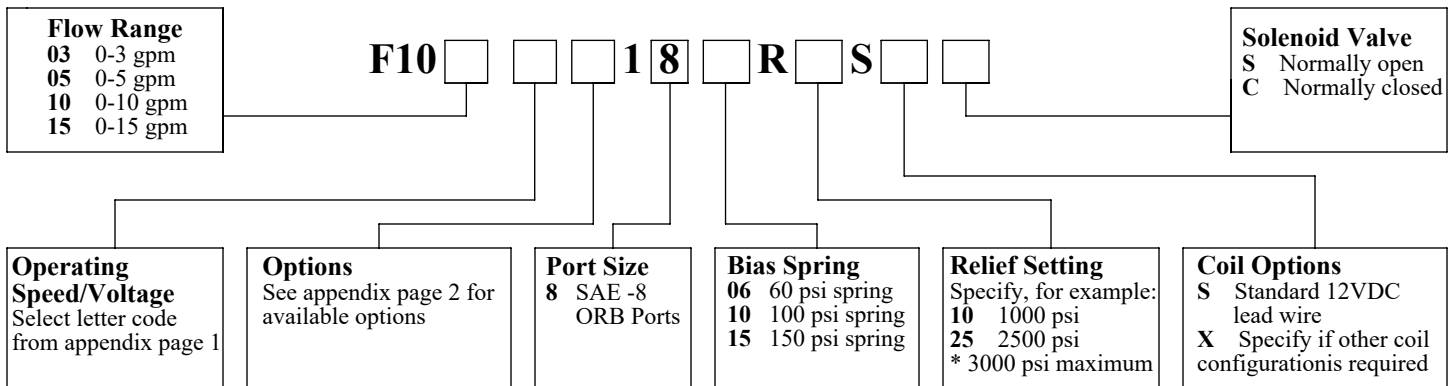 Flow Range
03 0-3 gpm
05 0-5 gpm
10 0-10 gpm
15 0-15 gpm
F10 1 8 R S
Solenoid Valve
S Normally open
C Normally closed
Operating
Speed/Voltage
Select letter code
from appendix page 1
Options
See appendix page 2 for
available options
Port Size
8 SAE -8
ORB Ports
Bias Spring
06 60 psi spring
10 100 psi spring
15 150 psi spring
Relief Setting
Specify, for example:
10 1000 psi
25 2500 psi
* 3000 psi maximum
Coil Options
S Standard 12VDC
lead wire
X Specify if other coil
configurationis required